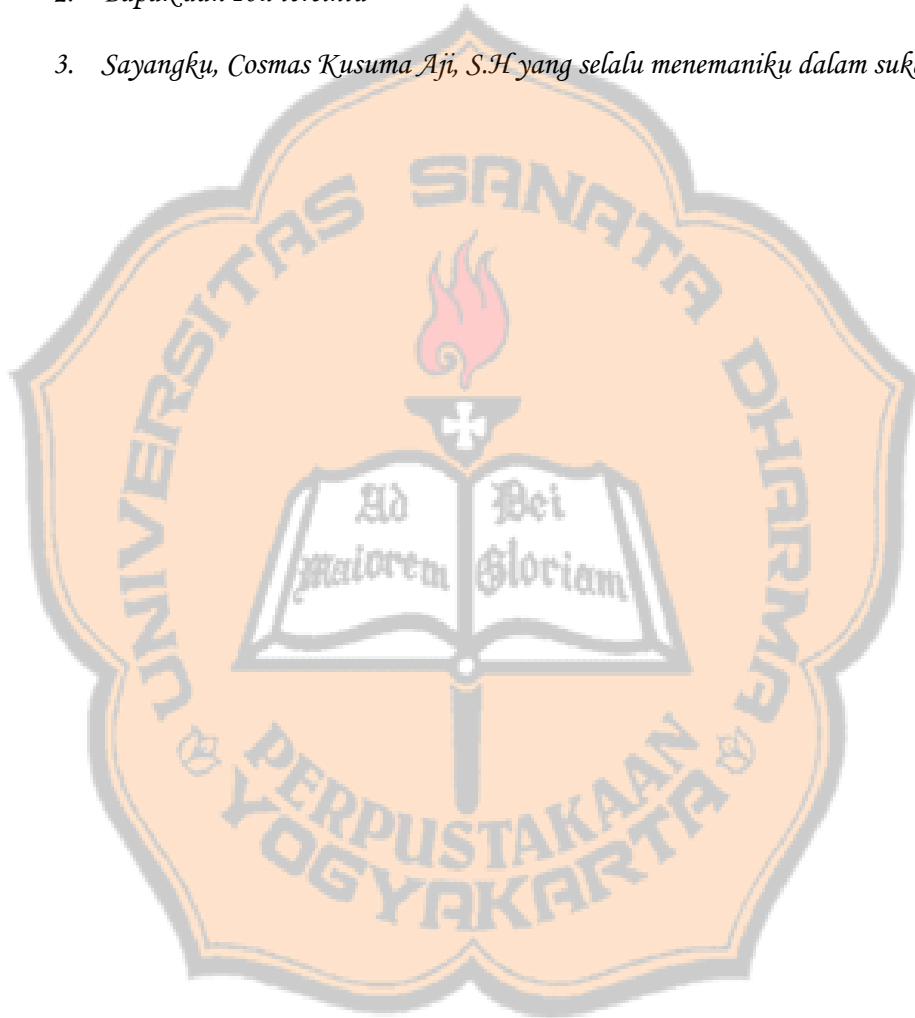 3. Sayangku, Cosmas Kusuma Aji, S.H yang selalu menemaniku dalam
UNIVERSITAS SANATA DHARMA
Ad Dei
maiorem Gloriam
PERPUSTAKAAN
YOGYAKARTA